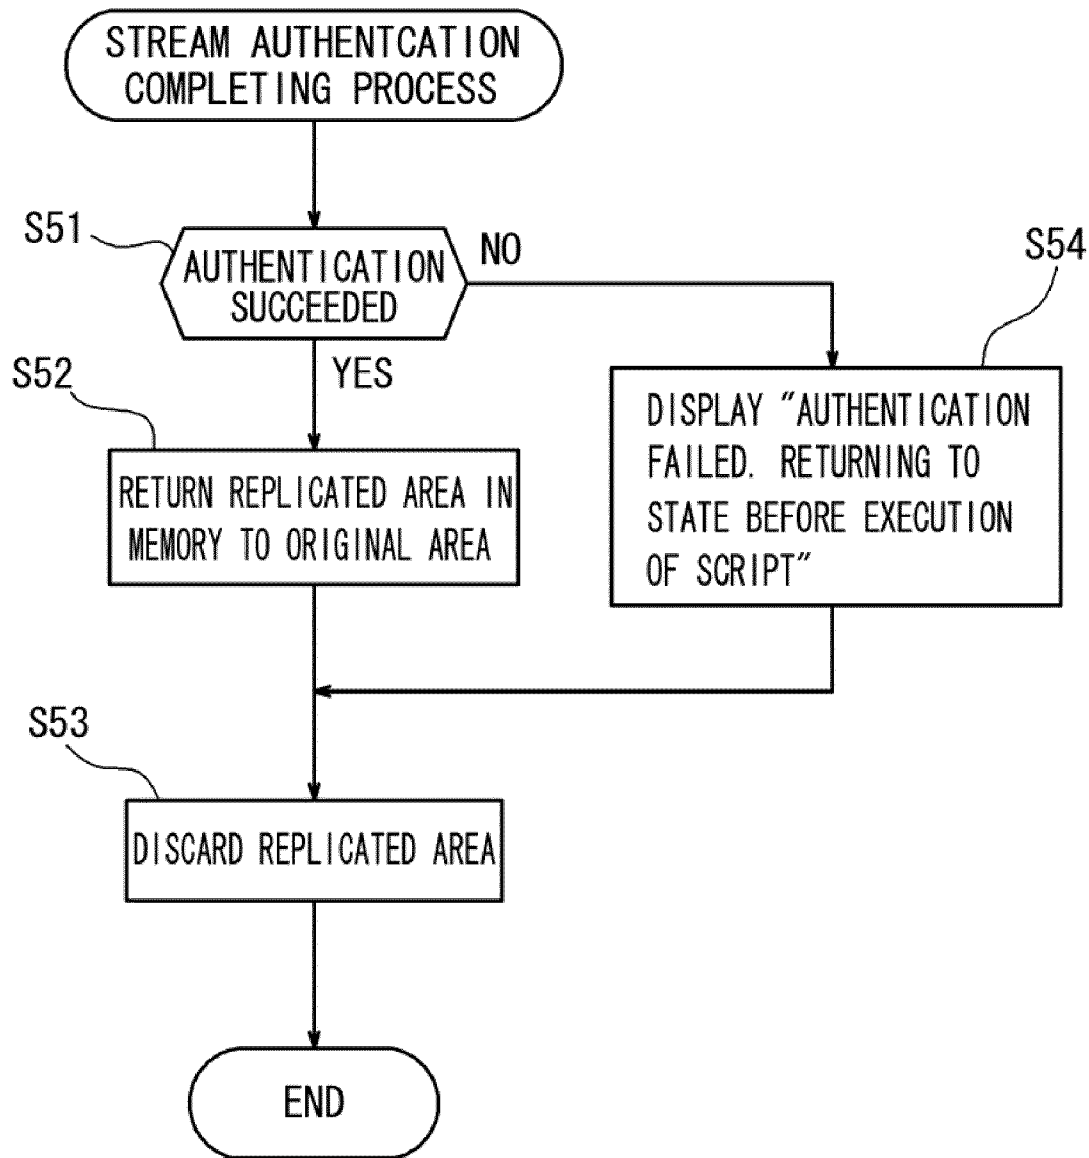 STREAM AUTHENTCATION
COMPLETING PROCESS
S51
AUTHENTICATION
SUCCEEDED
NO
S54
YES
S52
RETURN REPLICATED AREA IN
MEMORY TO ORIGINAL AREA
DISPLAY "AUTHENTICATION
FAILED. RETURNING TO
STATE BEFORE EXECUTION
OF SCRIPT"
S53
DISCARD REPLICATED AREA
END